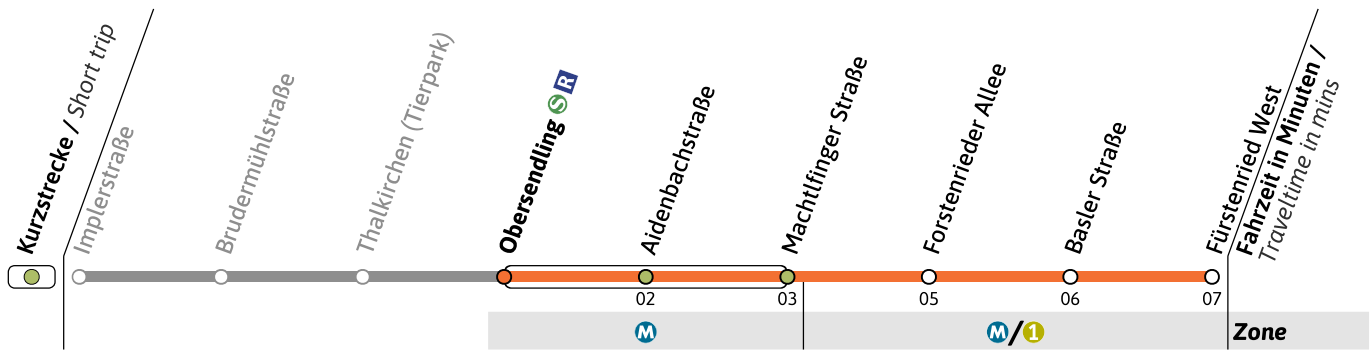 Kurzstrecke / Short trip
Implerstraße
Brudermühlstraße
Thalkirchen (Tierpark)
Obersendling S R
Aidenbachstraße
Machtlfinger Straße
Forstenrieder Allee
Basler Straße
Fürstenried West
Fahrzeit in Minuten /
Traveltime in mins
02 03 05 06 07
M M/1 Zone